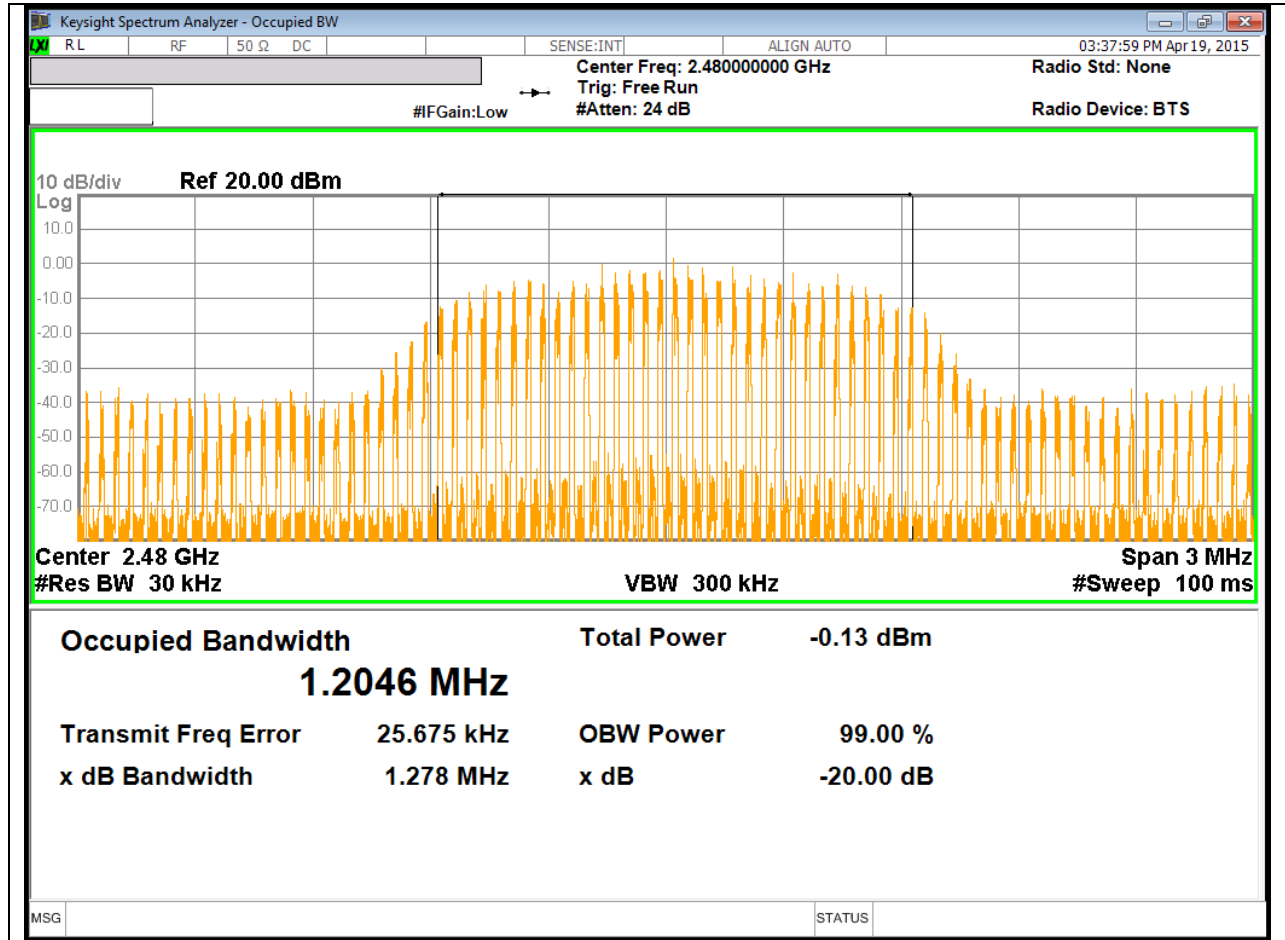 Keysight Spectrum Analyzer - Occupied BW
LXI RL RF 50 Ω DC SENSE:INT ALIGN AUTO 03:37:59 PM Apr 19, 2015
Center Freq: 2.480000000 GHz Radio Std: None
Trig: Free Run
#IFGain:Low #Atten: 24 dB Radio Device: BTS
10 dB/div Ref 20.00 dBm
Log
10.0
0.00
-10.0
-20.0
-30.0
-40.0
-50.0
-60.0
-70.0
Center 2.48 GHz Span 3 MHz
#Res BW 30 kHz VBW 300 kHz #Sweep 100 ms
Occupied Bandwidth Total Power -0.13 dBm
1.2046 MHz
Transmit Freq Error 25.675 kHz OBW Power 99.00 %
x dB Bandwidth 1.278 MHz x dB -20.00 dB
MSG STATUS